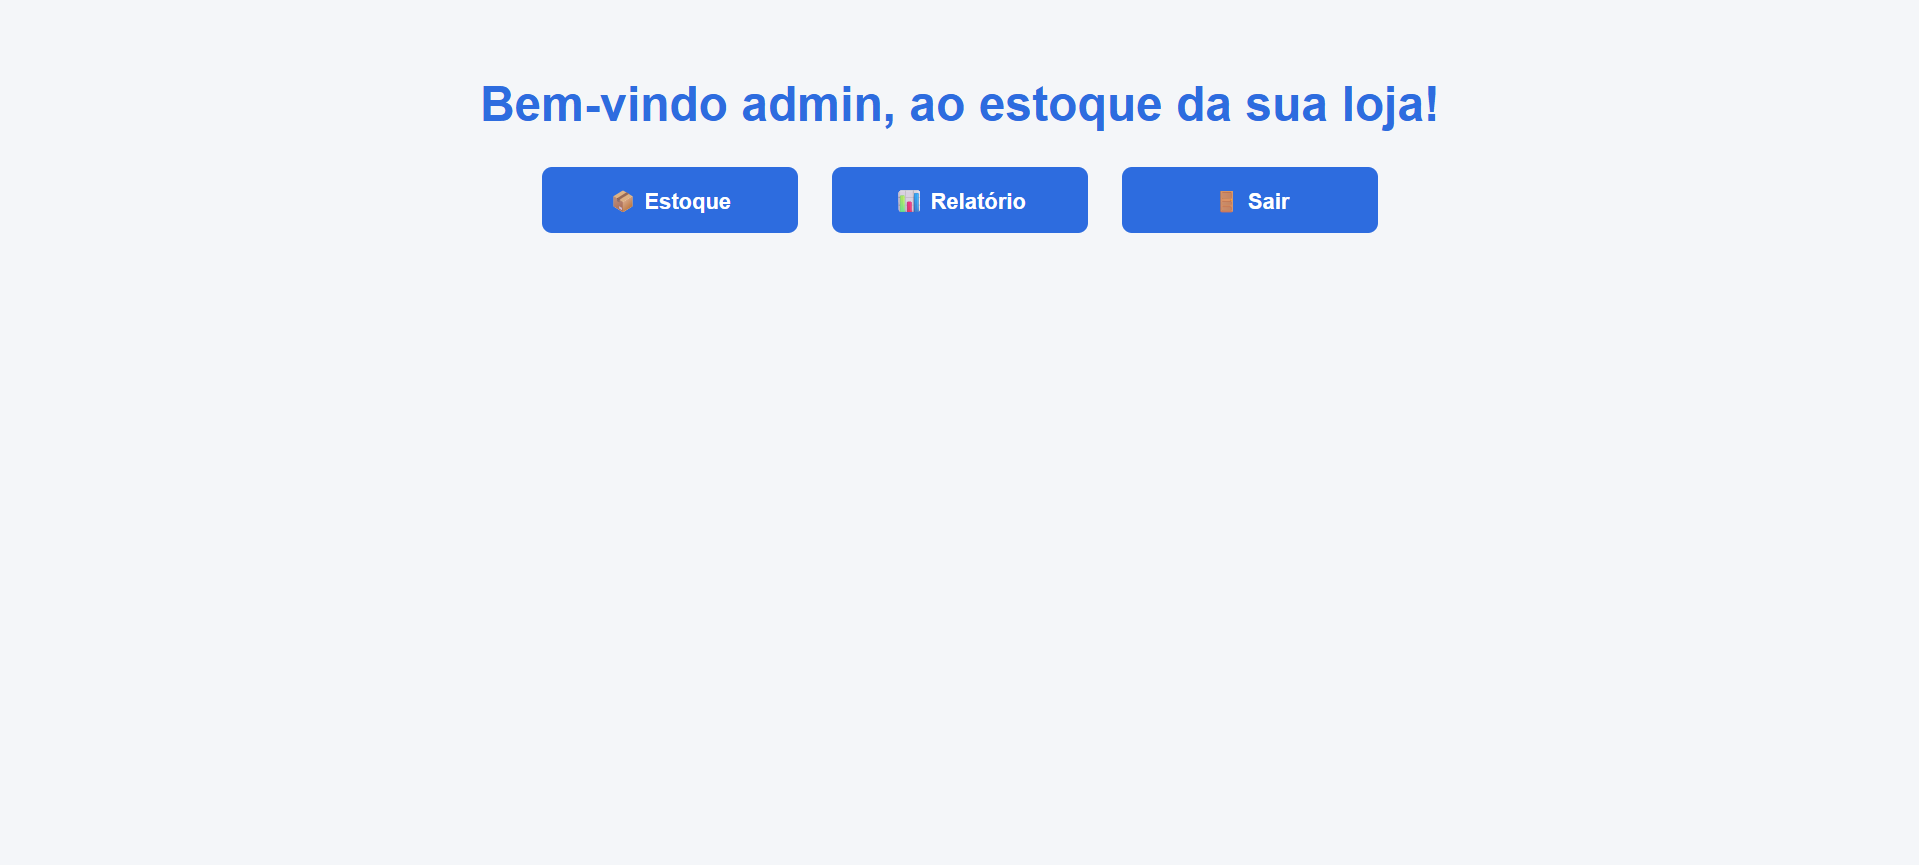 Bem-vindo admin, ao estoque da sua loja!
📦 Estoque
📊 Relatório
🚪 Sair